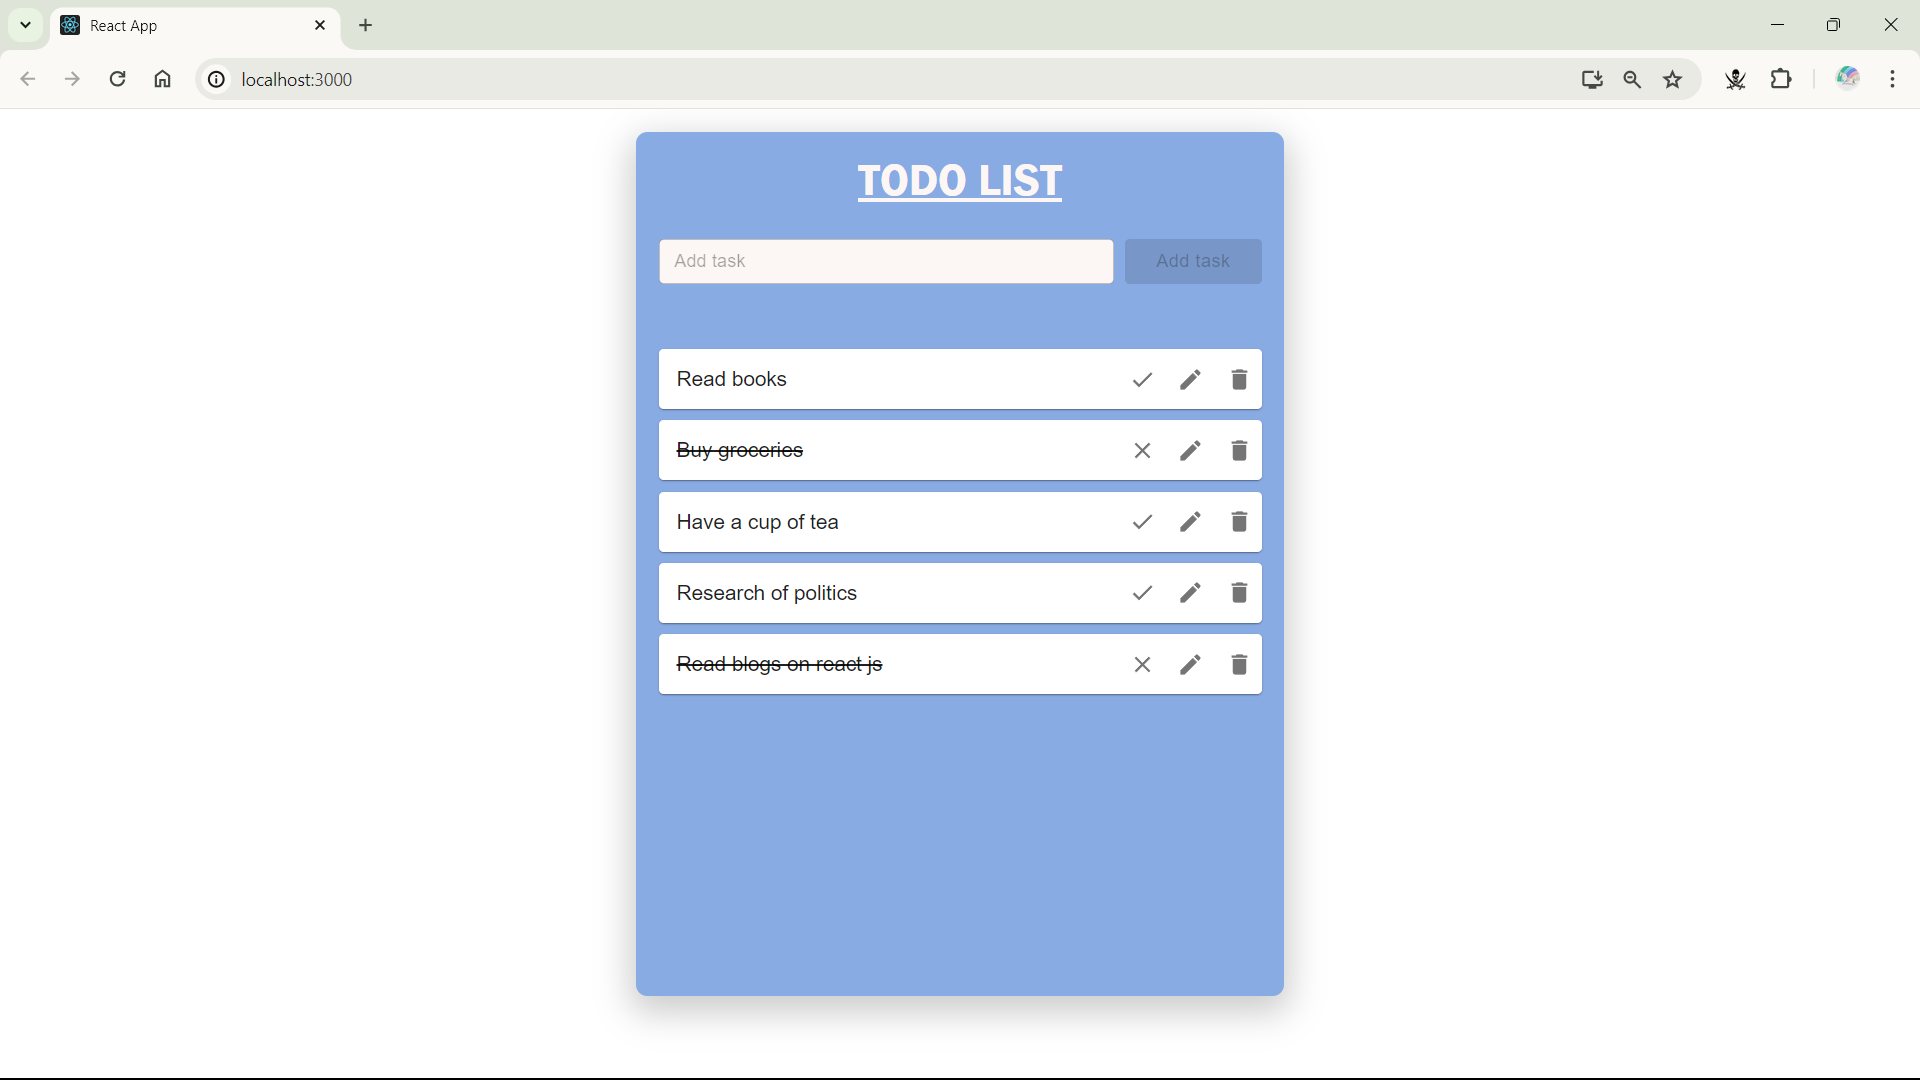 React App
localhost:3000
TODO LIST
Add task Add task
Read books
Buy groceries
Have a cup of tea
Research of politics
Read blogs on react js